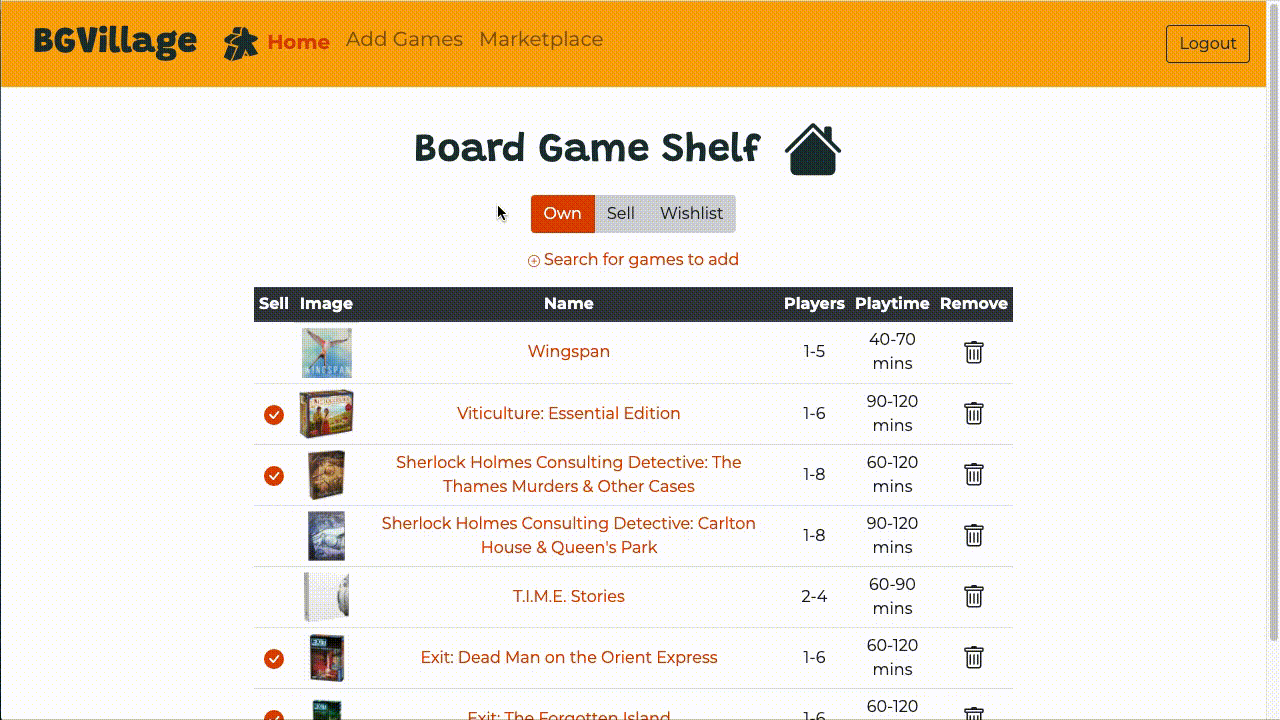 BGVillage Home Add Games Marketplace Logout
Board Game Shelf
Own Sell Wishlist
Search for games to add
Sell Image Name Players Playtime Remove
WINGSPAN
Wingspan 1-5 40-70
mins
Viticulture: Essential Edition 1-6 90-120
mins
Sherlock Holmes Consulting Detective: The
Thames Murders & Other Cases 1-8 60-120
mins
Sherlock Holmes Consulting Detective: Carlton
House & Queen's Park 1-8 90-120
mins
T.I.M.E. Stories 2-4 60-90
mins
EXIT
Exit: Dead Man on the Orient Express 1-6 60-120
mins
Exit: The Forgotten Island 1-6 60-120